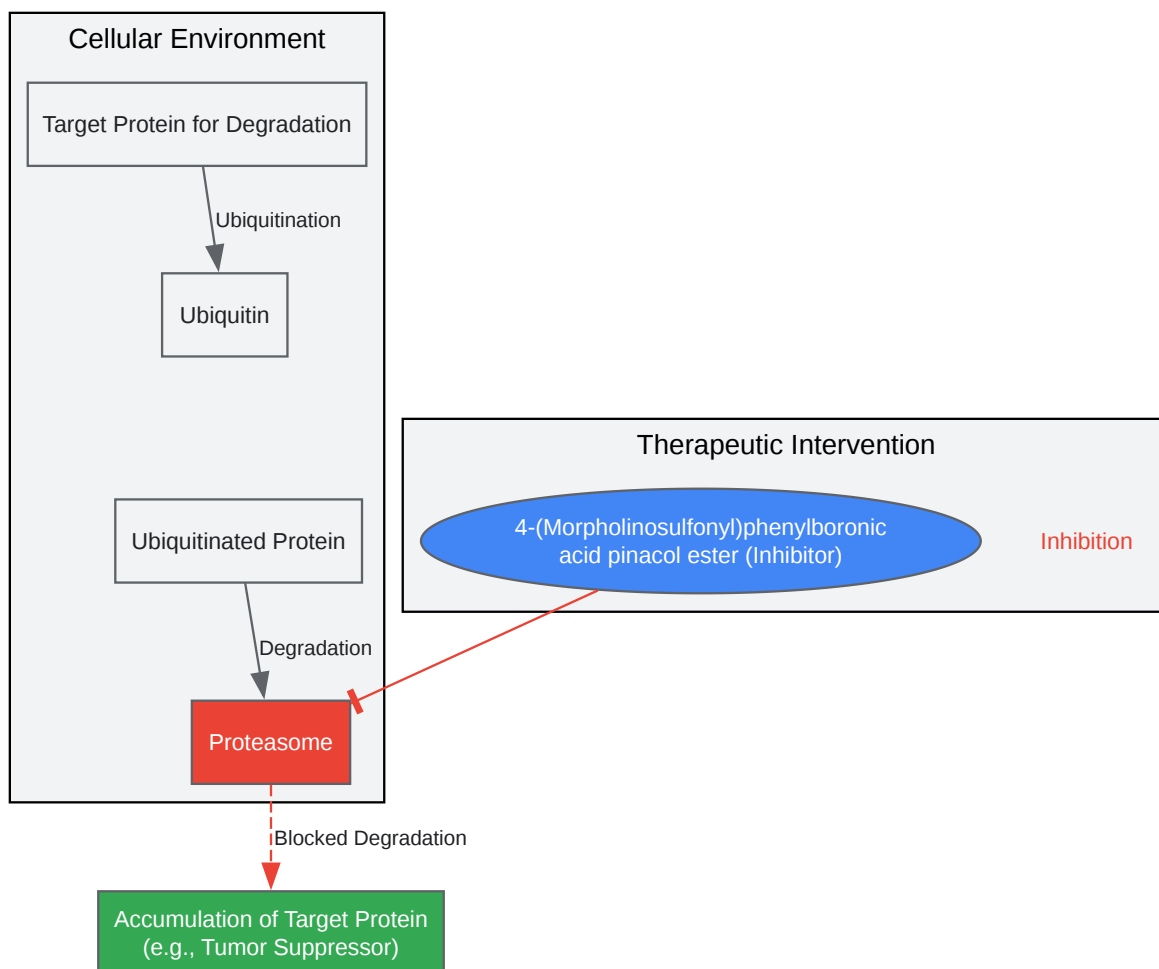 Cellular Environment
Target Protein for Degradation
Ubiquitination
Ubiquitin
Therapeutic Intervention
4-(Morpholinosulfonyl)phenylboronic
acid pinacol ester (Inhibitor)
Inhibition
Ubiquitinated Protein
Degradation
Proteasome
Blocked Degradation
Accumulation of Target Protein
(e.g., Tumor Suppressor)